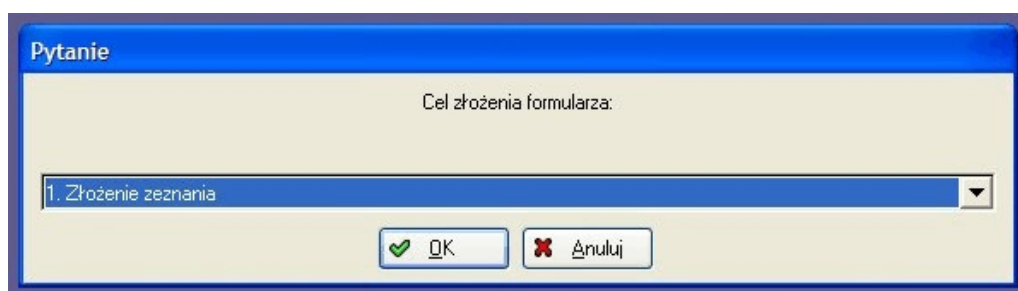 Pytanie
Cel złożenia formularza:
1. Złożenie zeznania
OK
Anuluj